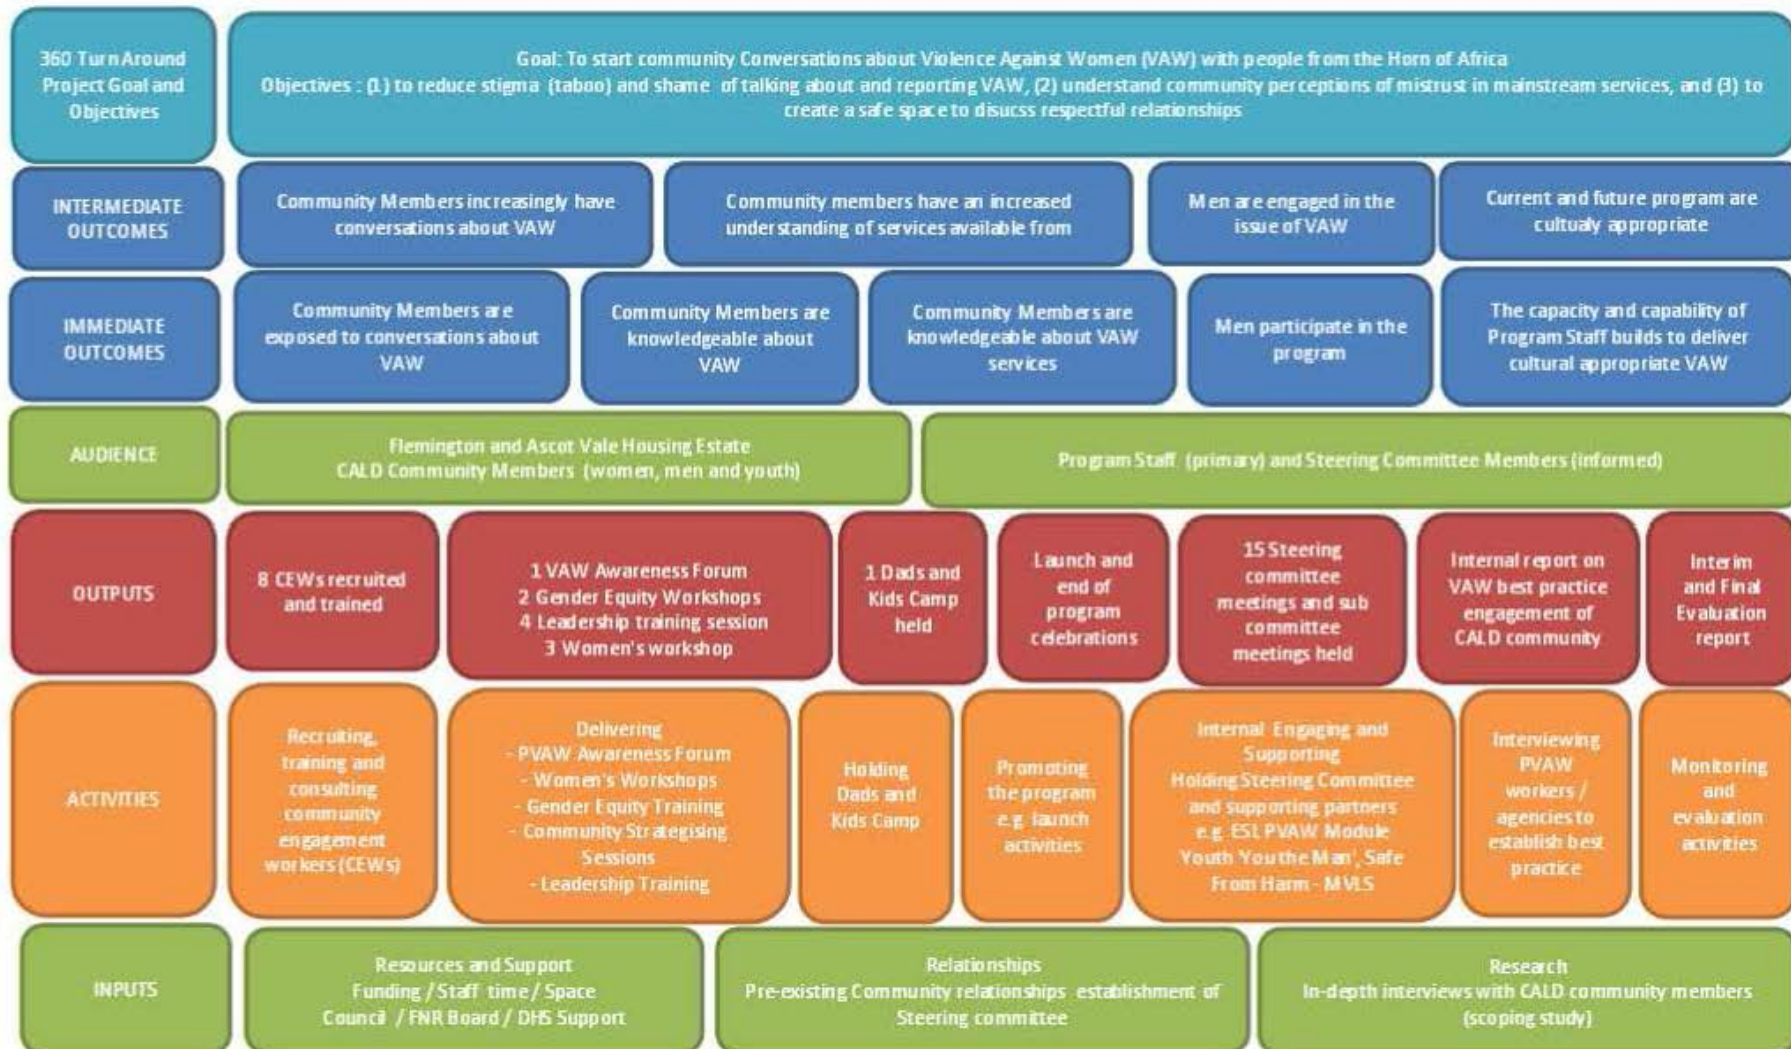 360 Turn Around
Project Goal and
Objectives
Goal: To start community Conversations about Violence Against Women (VAW) with people from the Horn of Africa
Objectives : (1) to reduce stigma (taboo) and shame of talking about and reporting VAW, (2) understand community perceptions of mistrust in mainstream services, and (3) to
create a safe space to disucss respectful relationships
INTERMEDIATE
OUTCOMES
Community Members increasingly have
conversations about VAW
Community members have an increased
understanding of services available from
Men are engaged in the
issue of VAW
Current and future program are
cultualy appropriate
IMMEDIATE
OUTCOMES
Community Members are
exposed to conversations about
VAW
Community Members are
knowledgeable about
VAW
Community Members are
knowledgeable about VAW
services
Men participate in the
program
The capacity and capability of
Program Staff builds to deliver
cultural appropriate VAW
AUDIENCE
Flemington and Ascot Vale Housing Estate
CALD Community Members (women, men and youth)
Program Staff (primary) and Steering Committee Members (informed)
OUTPUTS
8 CEWs recruited
and trained
1 VAW Awareness Forum
2 Gender Equity Workshops
4 Leadership training session
3 Women's workshop
1 Dads and
Kids Camp
held
Launch and
end of
program
celebrations
15 Steering
committee
meetings and sub
committee
meetings held
Internal report on
VAW best practice
engagement of
CALD community
Interim
and Final
Evaluation
report
ACTIVITIES
Recruiting,
training and
consulting
community
engagement
workers (CEWs)
Delivering
- PVAW Awareness Forum
- Women's Workshops
- Gender Equity Training
- Community Strategising
Sessions
- Leadership Training
Holding
Dads and
Kids Camp
Promoting
the program
e.g. launch
activities
Internal Engaging and
Supporting
Holding Steering Committee
and supporting partners
e.g. ESL PVAW Module
Youth 'You the Man', Safe
From Harm - MVLS
Interviewing
PVAW
workers /
agencies to
establish best
practice
Monitoring
and
evaluation
activities
INPUTS
Resources and Support
Funding / Staff time / Space
Council / FNR Board / DHS Support
Relationships
Pre-existing Community relationships establishment of
Steering committee
Research
In-depth interviews with CALD community members
(scoping study)